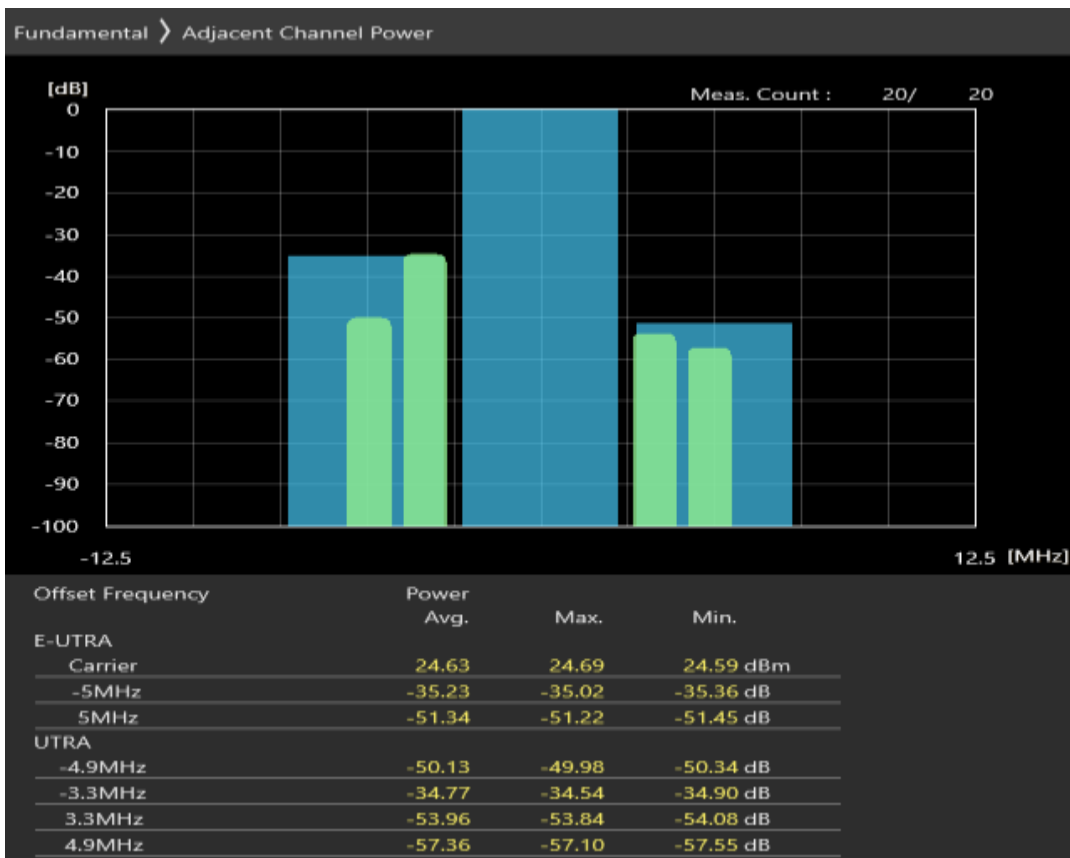 Fundamental ❯ Adjacent Channel Power
[dB]
Meas. Count : 20/ 20
0
-10
-20
-30
-40
-50
-60
-70
-80
-90
-100
-12.5 12.5 [MHz]
Offset Frequency Power
Avg. Max. Min.
E-UTRA
Carrier 24.63 24.69 24.59 dBm
-5MHz -35.23 -35.02 -35.36 dB
5MHz -51.34 -51.22 -51.45 dB
UTRA
-4.9MHz -50.13 -49.98 -50.34 dB
-3.3MHz -34.77 -34.54 -34.90 dB
3.3MHz -53.96 -53.84 -54.08 dB
4.9MHz -57.36 -57.10 -57.55 dB